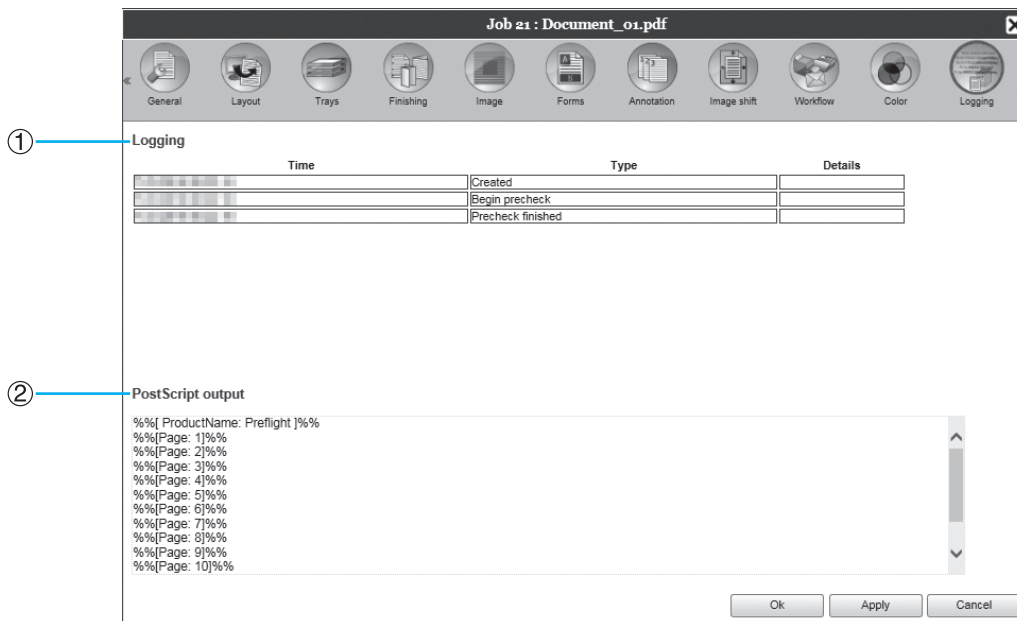 Job 21 : Document_01.pdf
General Layout Trays Finishing Image Forms Annotation Image shift Workflow Color Logging
① Logging
Time Type Details
Created
Begin precheck
Precheck finished
② PostScript output
%%[ ProductName: Preflight ]%%
%%[Page: 1]%%
%%[Page: 2]%%
%%[Page: 3]%%
%%[Page: 4]%%
%%[Page: 5]%%
%%[Page: 6]%%
%%[Page: 7]%%
%%[Page: 8]%%
%%[Page: 9]%%
%%[Page: 10]%%
Ok Apply Cancel